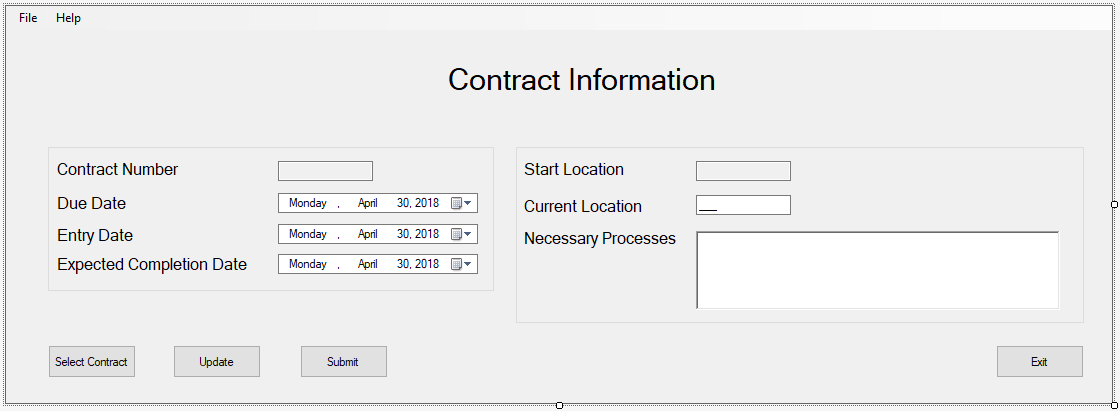 File Help
Contract Information
Contract Number
Due Date Monday , April 30, 2018
Entry Date Monday , April 30, 2018
Expected Completion Date Monday , April 30, 2018
Start Location
Current Location ___
Necessary Processes
Select Contract Update Submit Exit